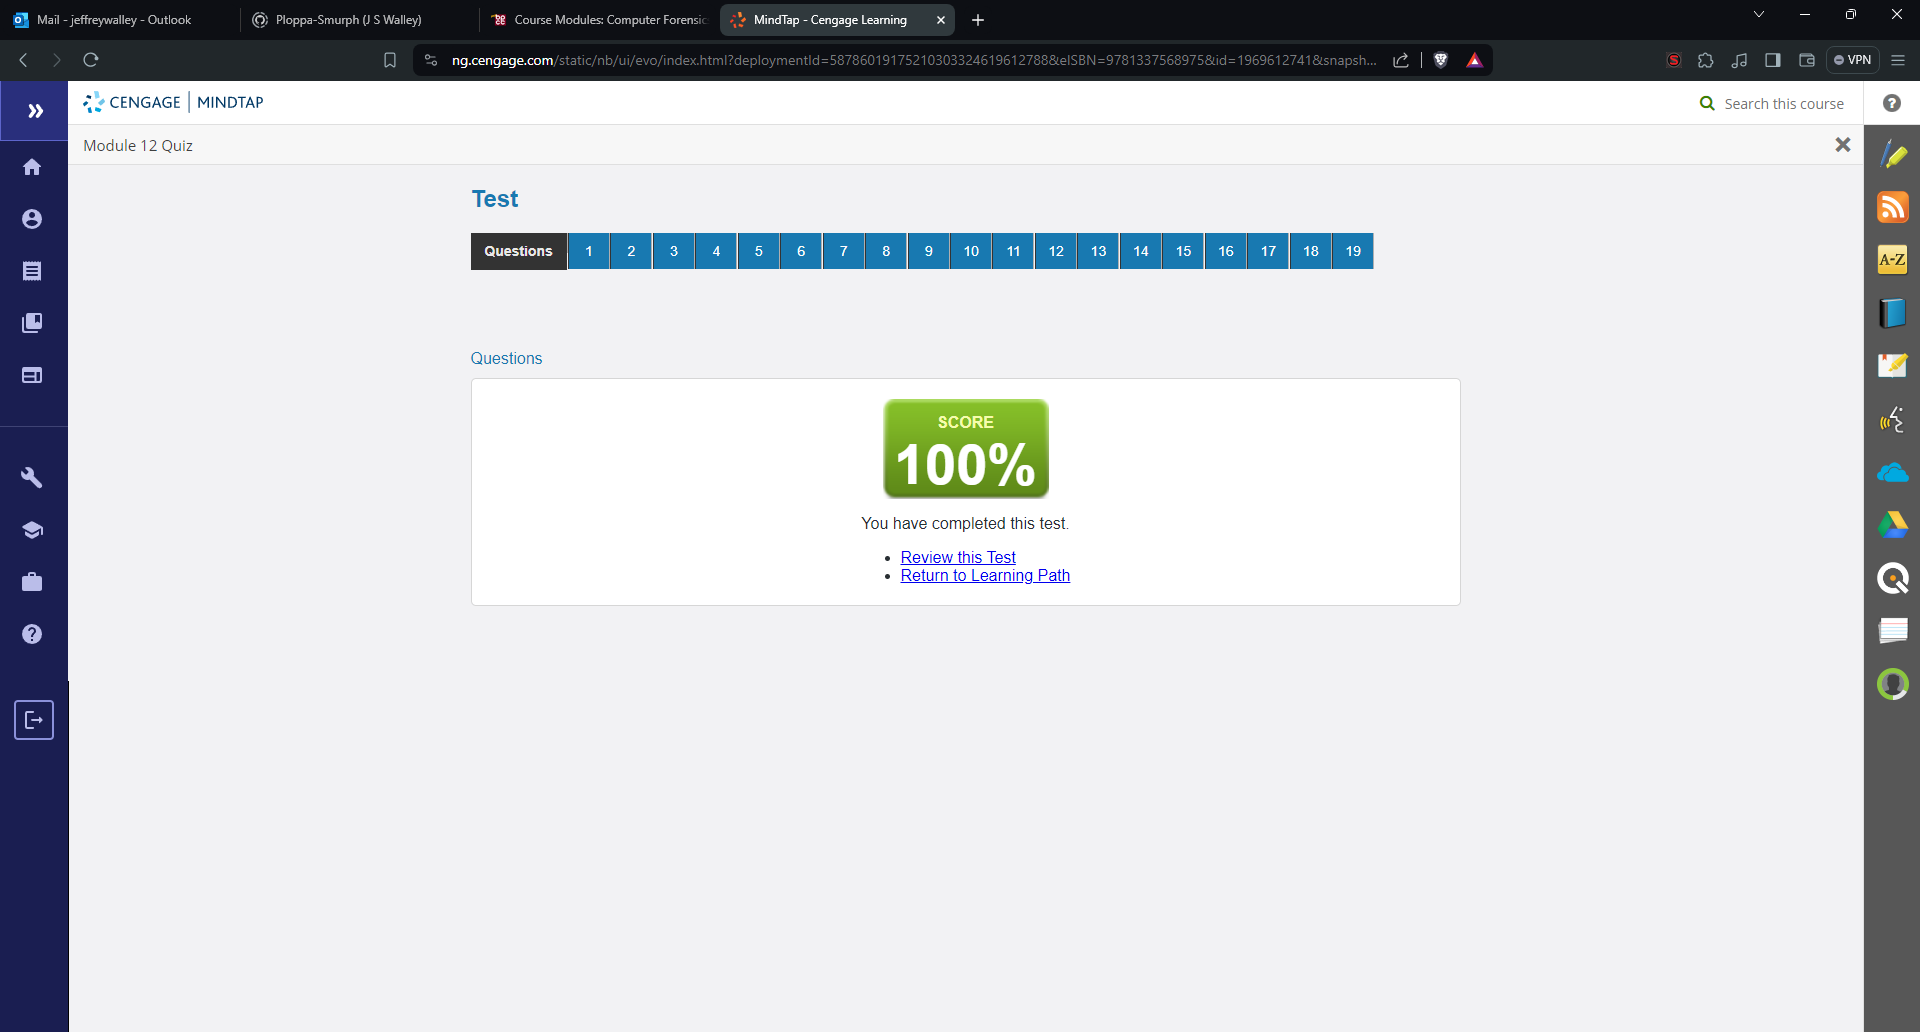 Mail - jeffreywalley - Outlook
Ploppa-Smurph (J S Walley)
Course Modules: Computer Forensic
MindTap - Cengage Learning
ng.cengage.com/static/nb/ui/evo/index.html?deploymentId=5878601917521030332461961278​8&eISBN=9781337568975&id=1969612741&snapsh...
VPN
CENGAGE | MINDTAP
Search this course
Module 12 Quiz
Test
Questions 1 2 3 4 5 6 7 8 9 10 11 12 13 14 15 16 17 18 19
A-Z
Questions
SCORE
100%
You have completed this test.
Review this Test
Return to Learning Path